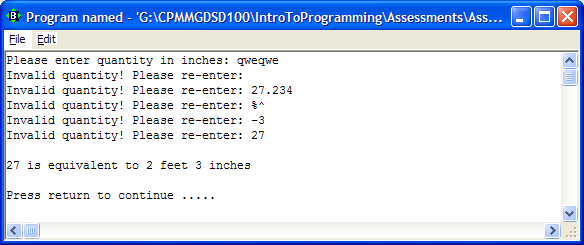 Program named - 'G:\CPMMGDSD100\IntroToProgramming\Assessments\Ass...
File Edit
Please enter quantity in inches: qweqwe
Invalid quantity! Please re-enter:
Invalid quantity! Please re-enter: 27.234
Invalid quantity! Please re-enter: %^
Invalid quantity! Please re-enter: -3
Invalid quantity! Please re-enter: 27
27 is equivalent to 2 feet 3 inches
Press return to continue .....